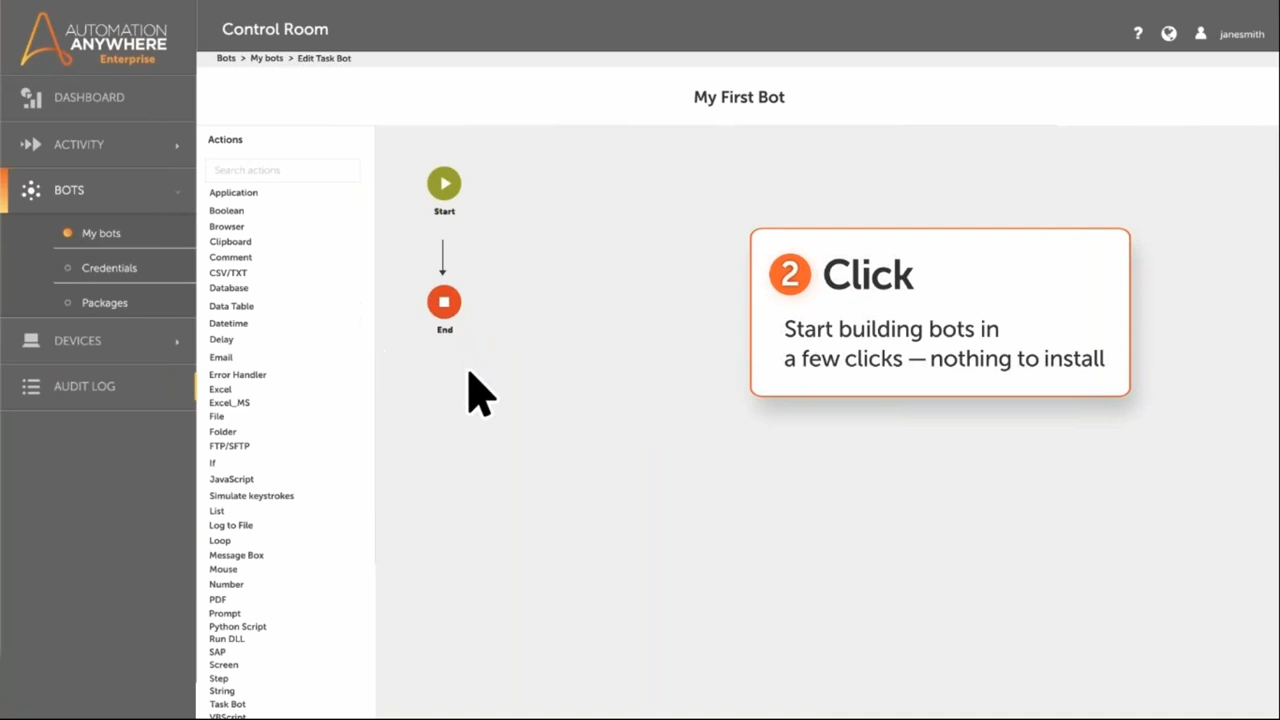 AUTOMATION
ANYWHERE
Enterprise
Control Room
?
janesmith
Bots > My bots > Edit Task Bot
DASHBOARD
ACTIVITY
BOTS
My bots
Credentials
Packages
DEVICES
AUDIT LOG
My First Bot
Actions
Search actions
Application
Boolean
Browser
Clipboard
Comment
CSV/TXT
Database
Data Table
Datetime
Delay
Email
Error Handler
Excel
Excel_MS
File
Folder
FTP/SFTP
If
JavaScript
Simulate keystrokes
List
Log to File
Loop
Message Box
Mouse
Number
PDF
Prompt
Python Script
Run DLL
SAP
Screen
Step
String
Task Bot
VBScript
Start
End
2 Click
Start building bots in
a few clicks — nothing to install